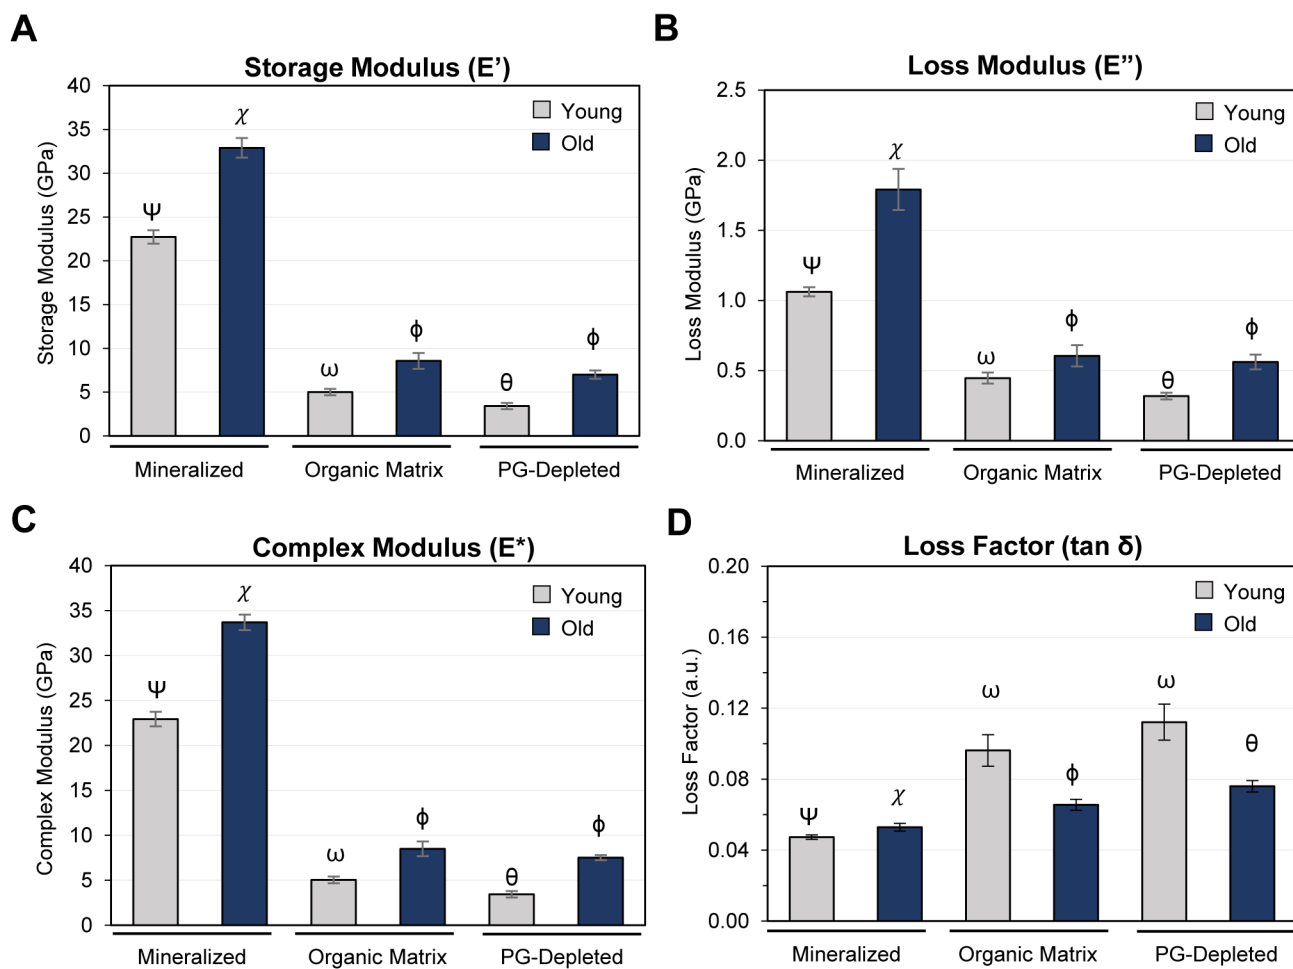 A
Storage Modulus (E’)
Storage Modulus (GPa)
40
35
30
25
20
15
10
5
0
Young
Old
Ψ
χ
ω
ϕ
θ
ϕ
Mineralized
Organic Matrix
PG-Depleted
B
Loss Modulus (E”)
Loss Modulus (GPa)
2.5
2.0
1.5
1.0
0.5
0.0
Young
Old
Ψ
χ
ω
ϕ
θ
ϕ
Mineralized
Organic Matrix
PG-Depleted
C
Complex Modulus (E*)
Complex Modulus (GPa)
40
35
30
25
20
15
10
5
0
Young
Old
Ψ
χ
ω
ϕ
θ
ϕ
Mineralized
Organic Matrix
PG-Depleted
D
Loss Factor (tan δ)
Loss Factor (a.u.)
0.20
0.16
0.12
0.08
0.04
0.00
Young
Old
Ψ
χ
ω
ϕ
ω
θ
Mineralized
Organic Matrix
PG-Depleted